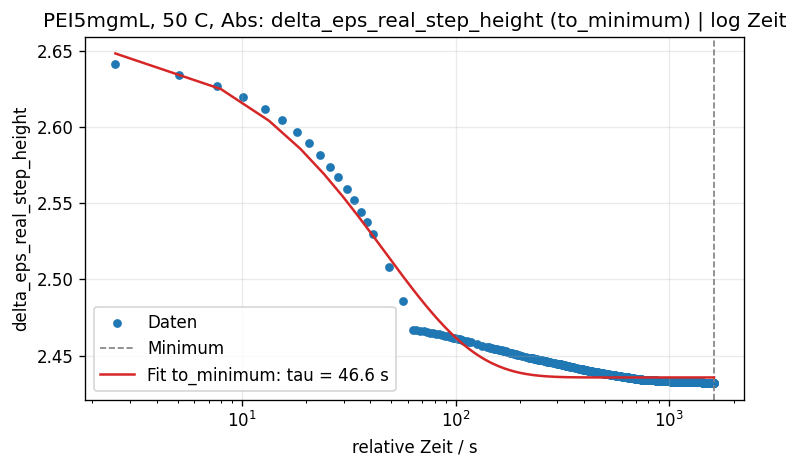 PEI5mgmL, 50 C, Abs: delta_eps_real_step_height (to_minimum) | log Zeit
delta_eps_real_step_height
2.65
2.60
2.55
2.50
2.45
Daten
Minimum
Fit to_minimum: tau = 46.6 s
10¹
10²
10³
relative Zeit / s